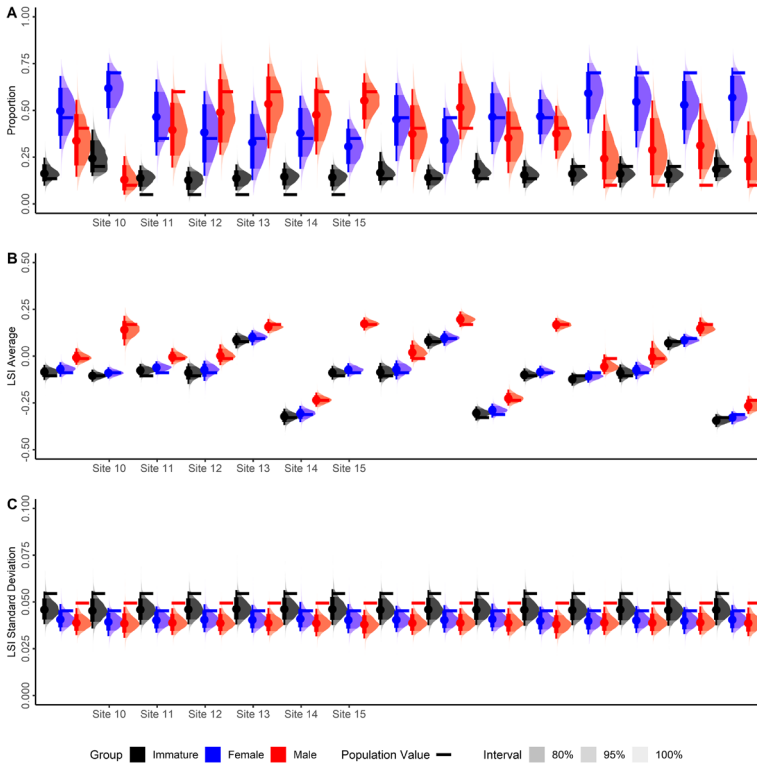 A
Proportion
1.00
0.75
0.50
0.25
0.00
Site 10 Site 11 Site 12 Site 13 Site 14 Site 15
B
LSI Average
0.50
0.25
0.00
-0.25
-0.50
Site 10 Site 11 Site 12 Site 13 Site 14 Site 15
C
LSI Standard Deviation
0.100
0.075
0.050
0.025
0.000
Site 10 Site 11 Site 12 Site 13 Site 14 Site 15
Group Immature Female Male Population Value Interval 80% 95% 100%